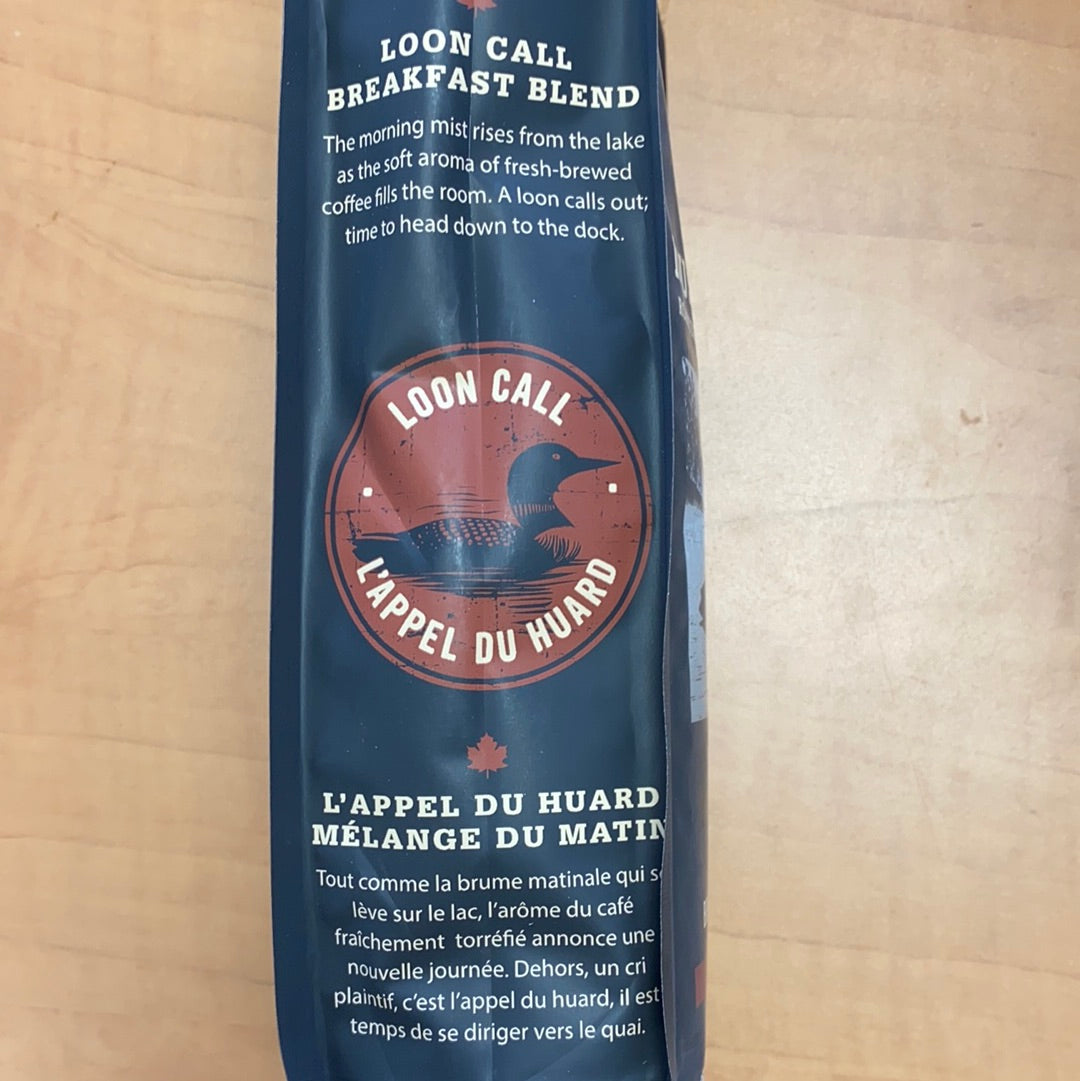 LOON CALL
BREAKFAST BLEND
The morning mist rises from the lake
as the soft aroma of fresh-brewed
coffee fills the room. A loon calls out;
time to head down to the dock.
LOON CALL
L'APPEL DU HUARD
L'APPEL DU HUARD
MÉLANGE DU MATIN
Tout comme la brume matinale qui se
lève sur le lac, l'arôme du café
fraîchement torréfié annonce une
nouvelle journée. Dehors, un cri
plaintif, c'est l'appel du huard, il est
temps de se diriger vers le quai.